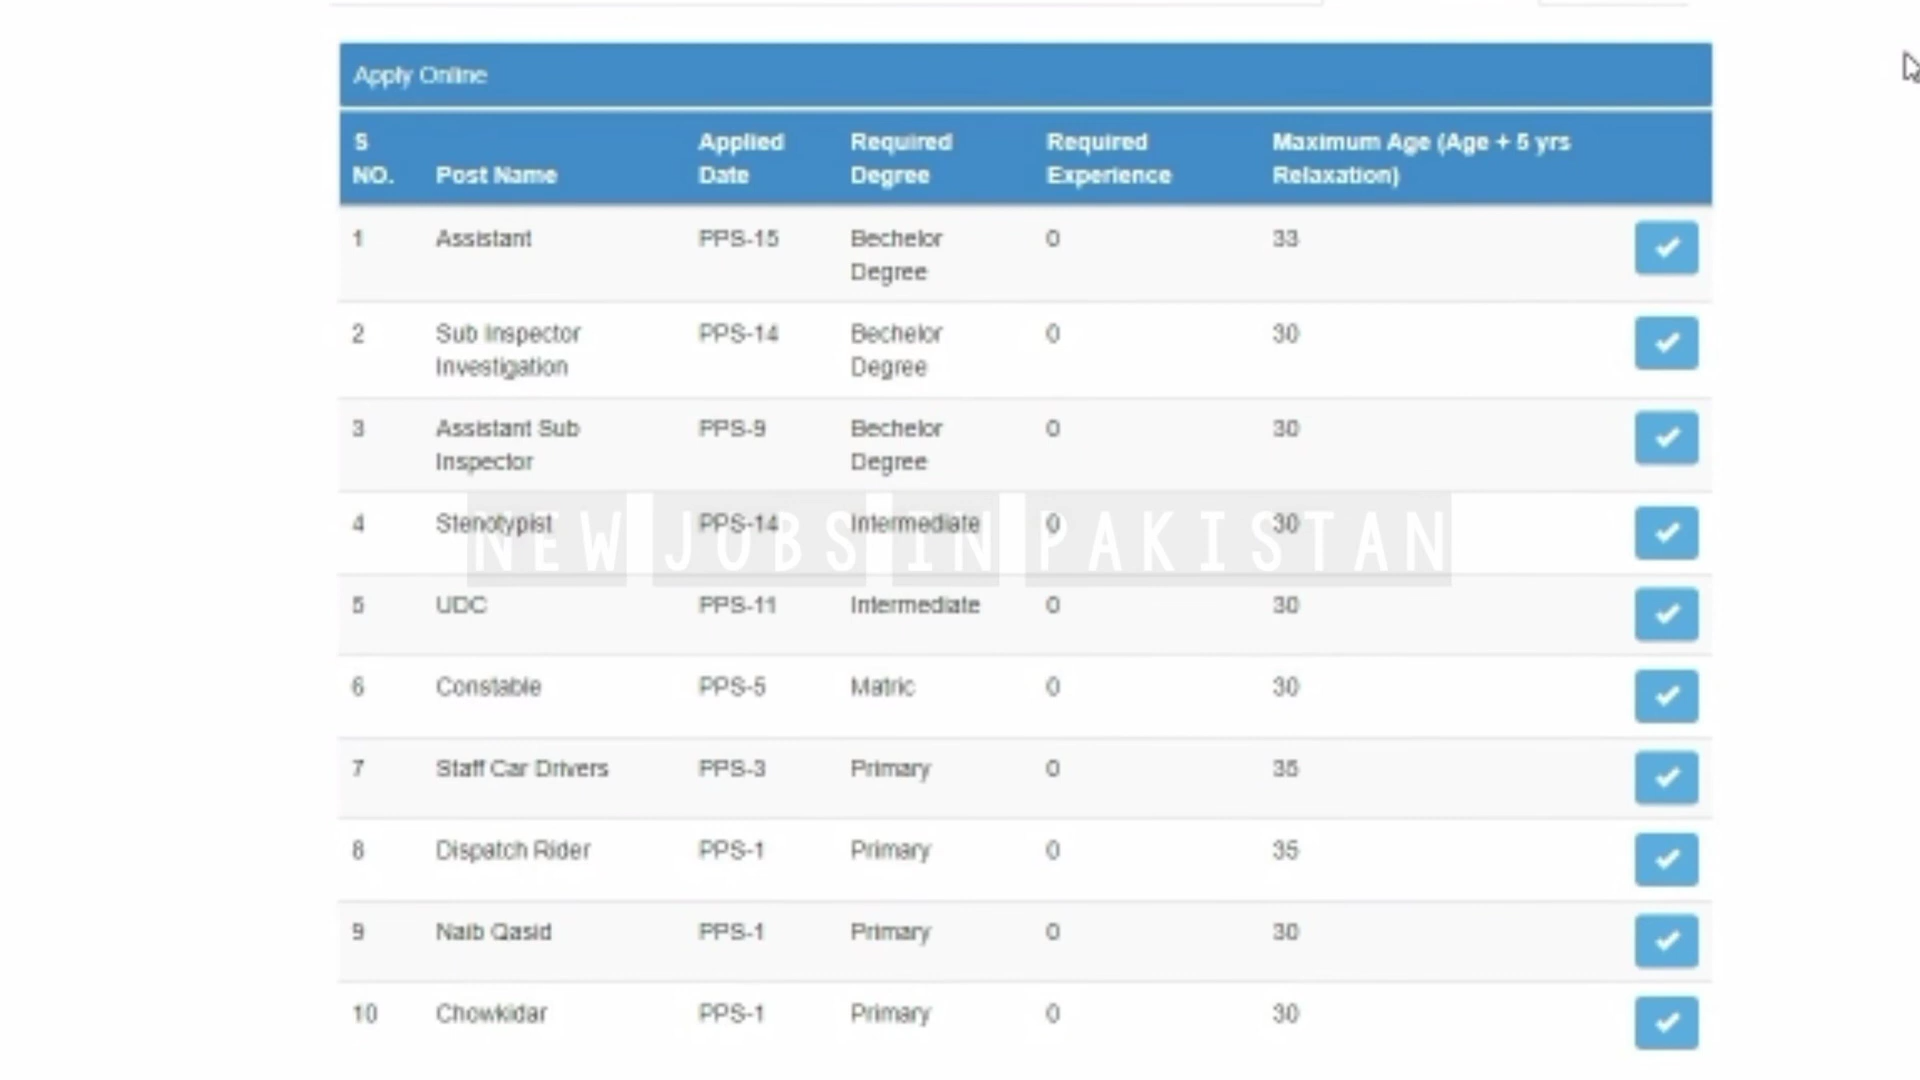 Apply Online
S NO. Post Name Applied Date Required Degree Required Experience Maximum Age (Age + 5 yrs Relaxation)
1 Assistant PPS-15 Bechelor Degree 0 33
2 Sub Inspector Investigation PPS-14 Bechelor Degree 0 30
3 Assistant Sub Inspector PPS-9 Bechelor Degree 0 30
4 Stenotypist PPS-14 Intermediate 0 30
NEW JOBS IN PAKISTAN
5 UDC PPS-11 Intermediate 0 30
6 Constable PPS-5 Matric 0 30
7 Staff Car Drivers PPS-3 Primary 0 35
8 Dispatch Rider PPS-1 Primary 0 35
9 Naib Qasid PPS-1 Primary 0 30
10 Chowkidar PPS-1 Primary 0 30